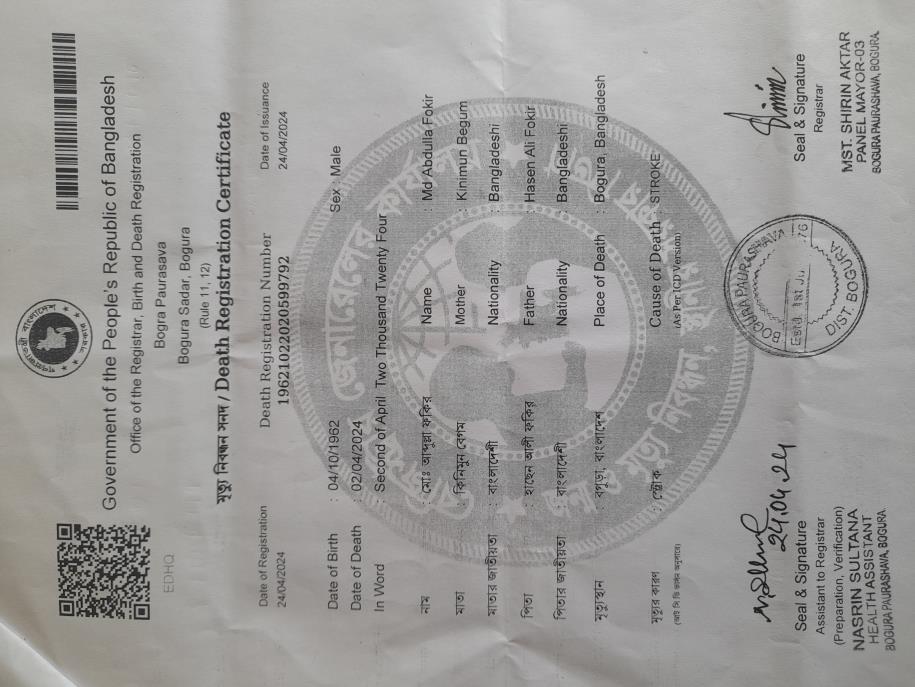 গণপ্রজাতন্ত্রী বাংলাদেশ
Government of the People's Republic of Bangladesh
Office of the Registrar, Birth and Death Registration
Bogra Paurasava
Bogura Sadar, Bogura
(Rule 11, 12)
EDHQ
মৃত্যু নিবন্ধন সনদ / Death Registration Certificate
Date of Registration Death Registration Number Date of Issuance
24/04/2024 19621022020599792 24/04/2024
Date of Birth : 04/10/1962 Sex : Male
Date of Death : 02/04/2024
In Word : Second of April Two Thousand Twenty Four
নাম : মোঃ আব্দুল্লা ফকির Name : Md Abdulla Fokir
মাতা : কিনিমুন বেগম Mother : Kinimun Begum
মাতার জাতীয়তা : বাংলাদেশী Nationality : Bangladeshi
পিতা : হাছেন আলী ফকির Father : Hasen Ali Fokir
পিতার জাতীয়তা : বাংলাদেশী Nationality : Bangladeshi
মৃত্যুস্থান : বগুড়া, বাংলাদেশ Place of Death : Bogura, Bangladesh
মৃত্যুর কারণ : স্ট্রোক Cause of Death : STROKE
(আই সি ডি ভার্সন অনুসারে) (As Per ICD Version)
24.04.24
Seal & Signature Seal & Signature
Assistant to Registrar Registrar
(Preparation, Verification)
NASRIN SULTANA MST. SHIRIN AKTAR
HEALTH ASSISTANT PANEL MAYOR-03
BOGURA PAURASHAVA, BOGURA BOGURA PAURASHAVA, BOGURA
BOGURA PAURASHAVA
DIST. BOGURA